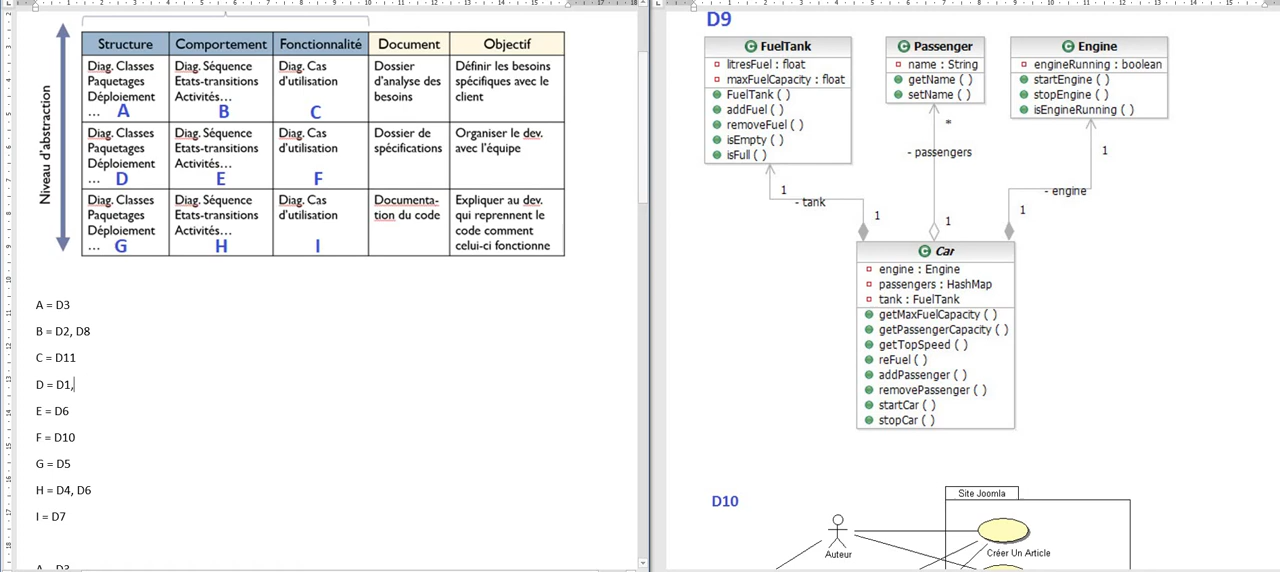 Structure Comportement Fonctionnalité Document Objectif
Diag. Classes
Paquetages
Déploiement
... A
Diag. Séquence
Etats-transitions
Activités...
B
Diag. Cas
d'utilisation
C
Dossier
d'analyse des
besoins
Définir les besoins
spécifiques avec le
client
Diag. Classes
Paquetages
Déploiement
... D
Diag. Séquence
Etats-transitions
Activités...
E
Diag. Cas
d'utilisation
F
Dossier de
spécifications
Organiser le dev.
avec l'équipe
Diag. Classes
Paquetages
Déploiement
... G
Diag. Séquence
Etats-transitions
Activités...
H
Diag. Cas
d'utilisation
I
Documenta-
tion du code
Expliquer au dev.
qui reprennent le
code comment
celui-ci fonctionne
Niveau d'abstraction
A = D3
B = D2, D8
C = D11
D = D1,
E = D6
F = D10
G = D5
H = D4, D6
I = D7
A = D3
D9
FuelTank
litresFuel : float
maxFuelCapacity : float
FuelTank ( )
addFuel ( )
removeFuel ( )
isEmpty ( )
isFull ( )
Passenger
name : String
getName ( )
setName ( )
Engine
engineRunning : boolean
startEngine ( )
stopEngine ( )
isEngineRunning ( )
*
- passengers
1
1
- tank
1
1
- engine
1
1
Car
engine : Engine
passengers : HashMap
tank : FuelTank
getMaxFuelCapacity ( )
getPassengerCapacity ( )
getTopSpeed ( )
reFuel ( )
addPassenger ( )
removePassenger ( )
startCar ( )
stopCar ( )
D10
Site Joomla
Auteur
Créer Un Article